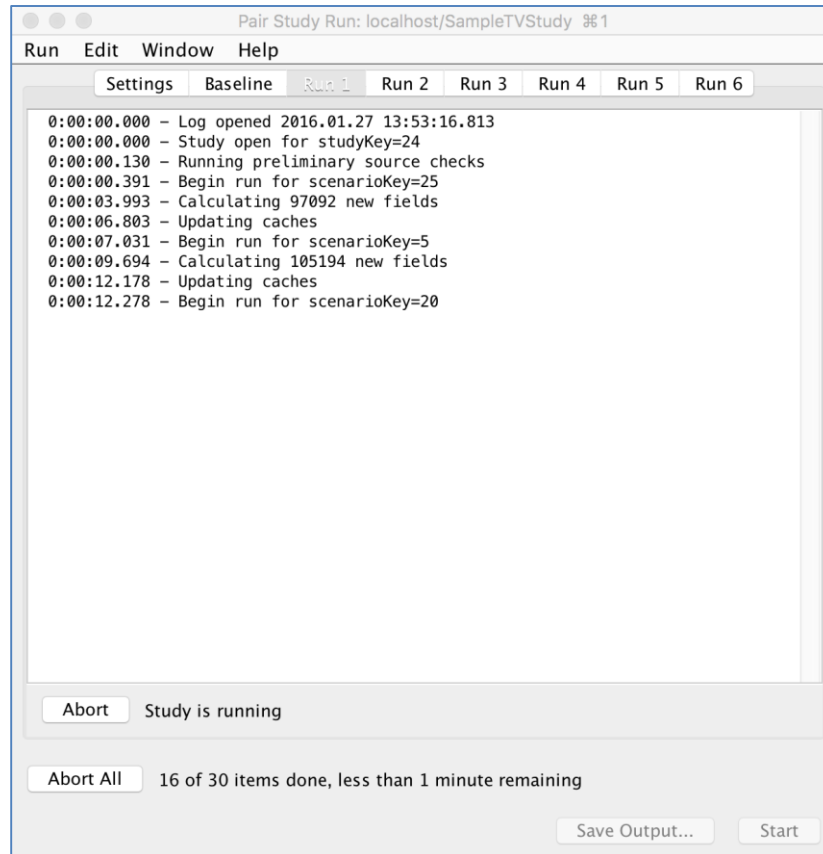 Pair Study Run: localhost/SampleTVStudy ⌘1
Run Edit Window Help
Settings Baseline Run 1 Run 2 Run 3 Run 4 Run 5 Run 6
0:00:00.000 – Log opened 2016.01.27 13:53:16.813
0:00:00.000 – Study open for studyKey=24
0:00:00.130 – Running preliminary source checks
0:00:00.391 – Begin run for scenarioKey=25
0:00:03.993 – Calculating 97092 new fields
0:00:06.803 – Updating caches
0:00:07.031 – Begin run for scenarioKey=5
0:00:09.694 – Calculating 105194 new fields
0:00:12.178 – Updating caches
0:00:12.278 – Begin run for scenarioKey=20
Abort Study is running
Abort All 16 of 30 items done, less than 1 minute remaining
Save Output... Start